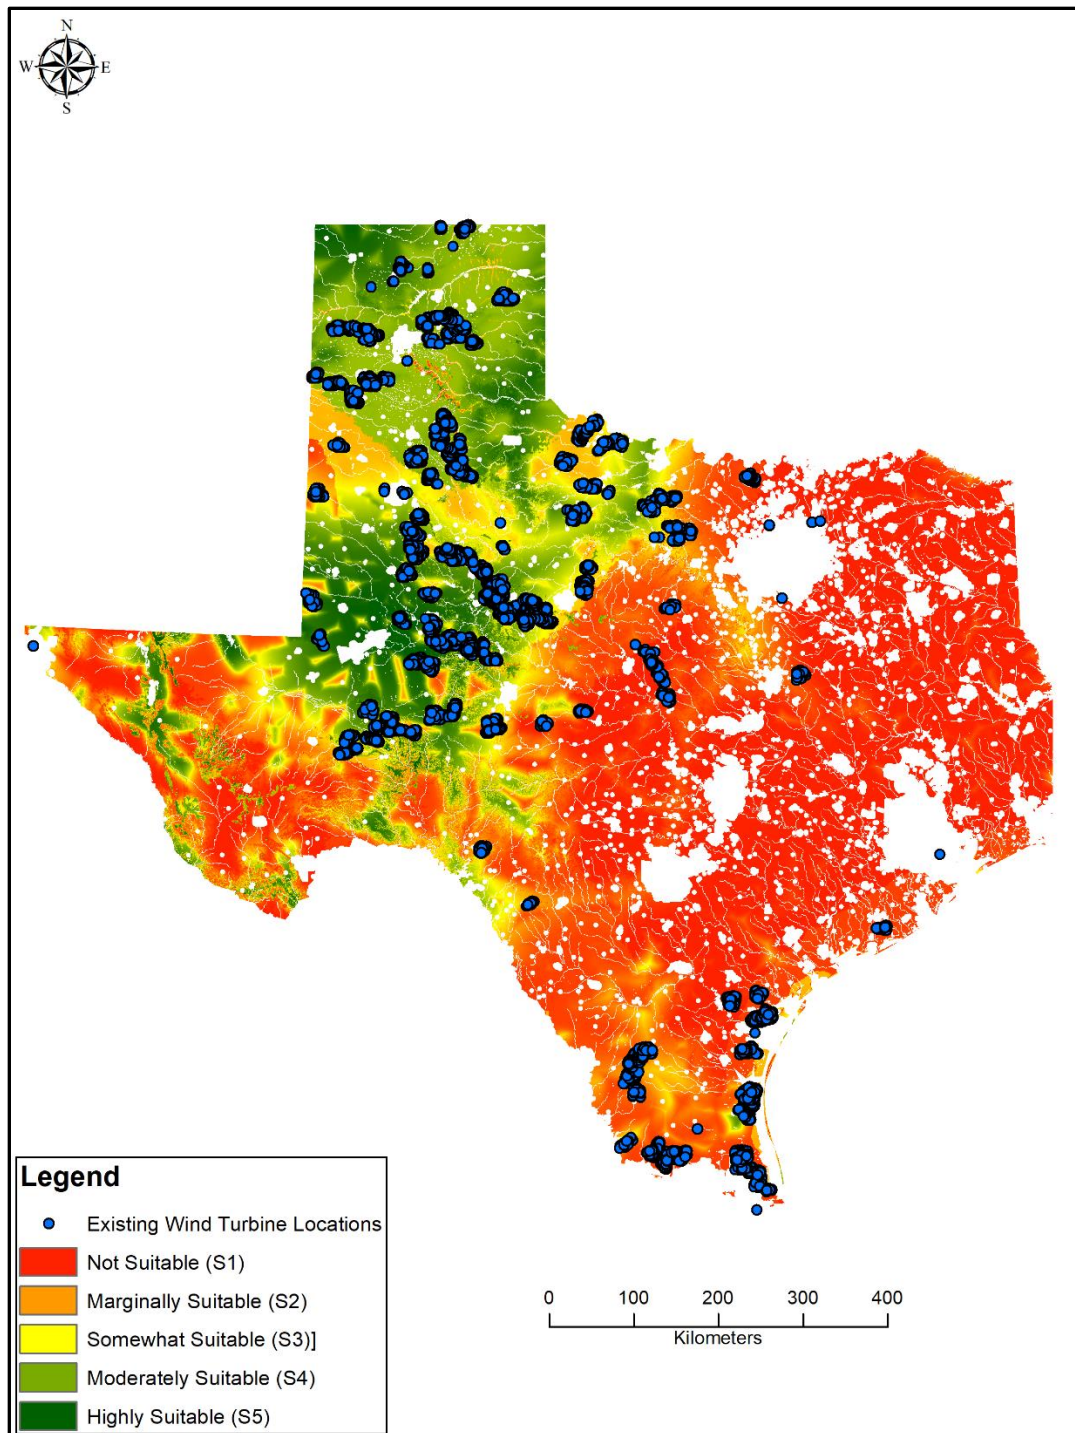 N
W E
S
Legend
Existing Wind Turbine Locations
Not Suitable (S1)
Marginally Suitable (S2)
Somewhat Suitable (S3)]
Moderately Suitable (S4)
Highly Suitable (S5)
0 100 200 300 400
Kilometers